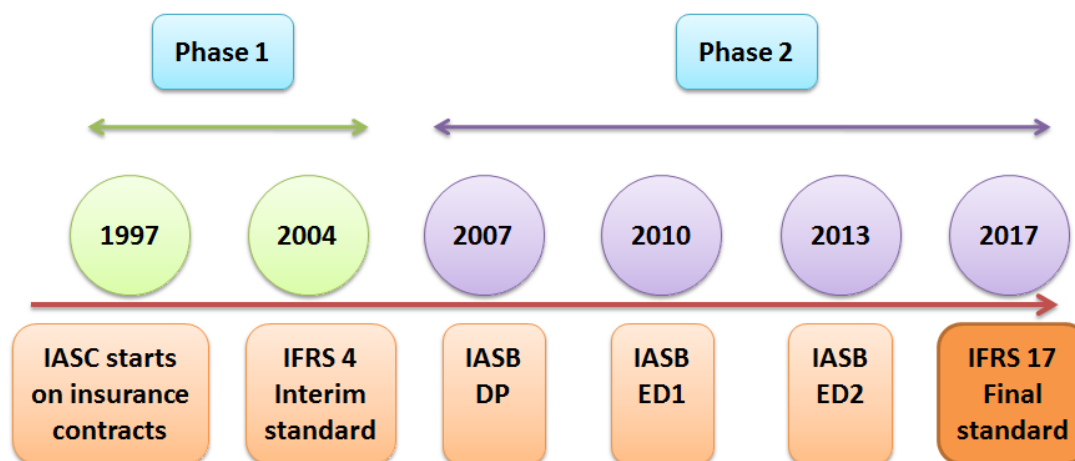 Phase 1
Phase 2
1997
2004
2007
2010
2013
2017
IASC starts
on insurance
contracts
IFRS 4
Interim
standard
IASB
DP
IASB
ED1
IASB
ED2
IFRS 17
Final
standard